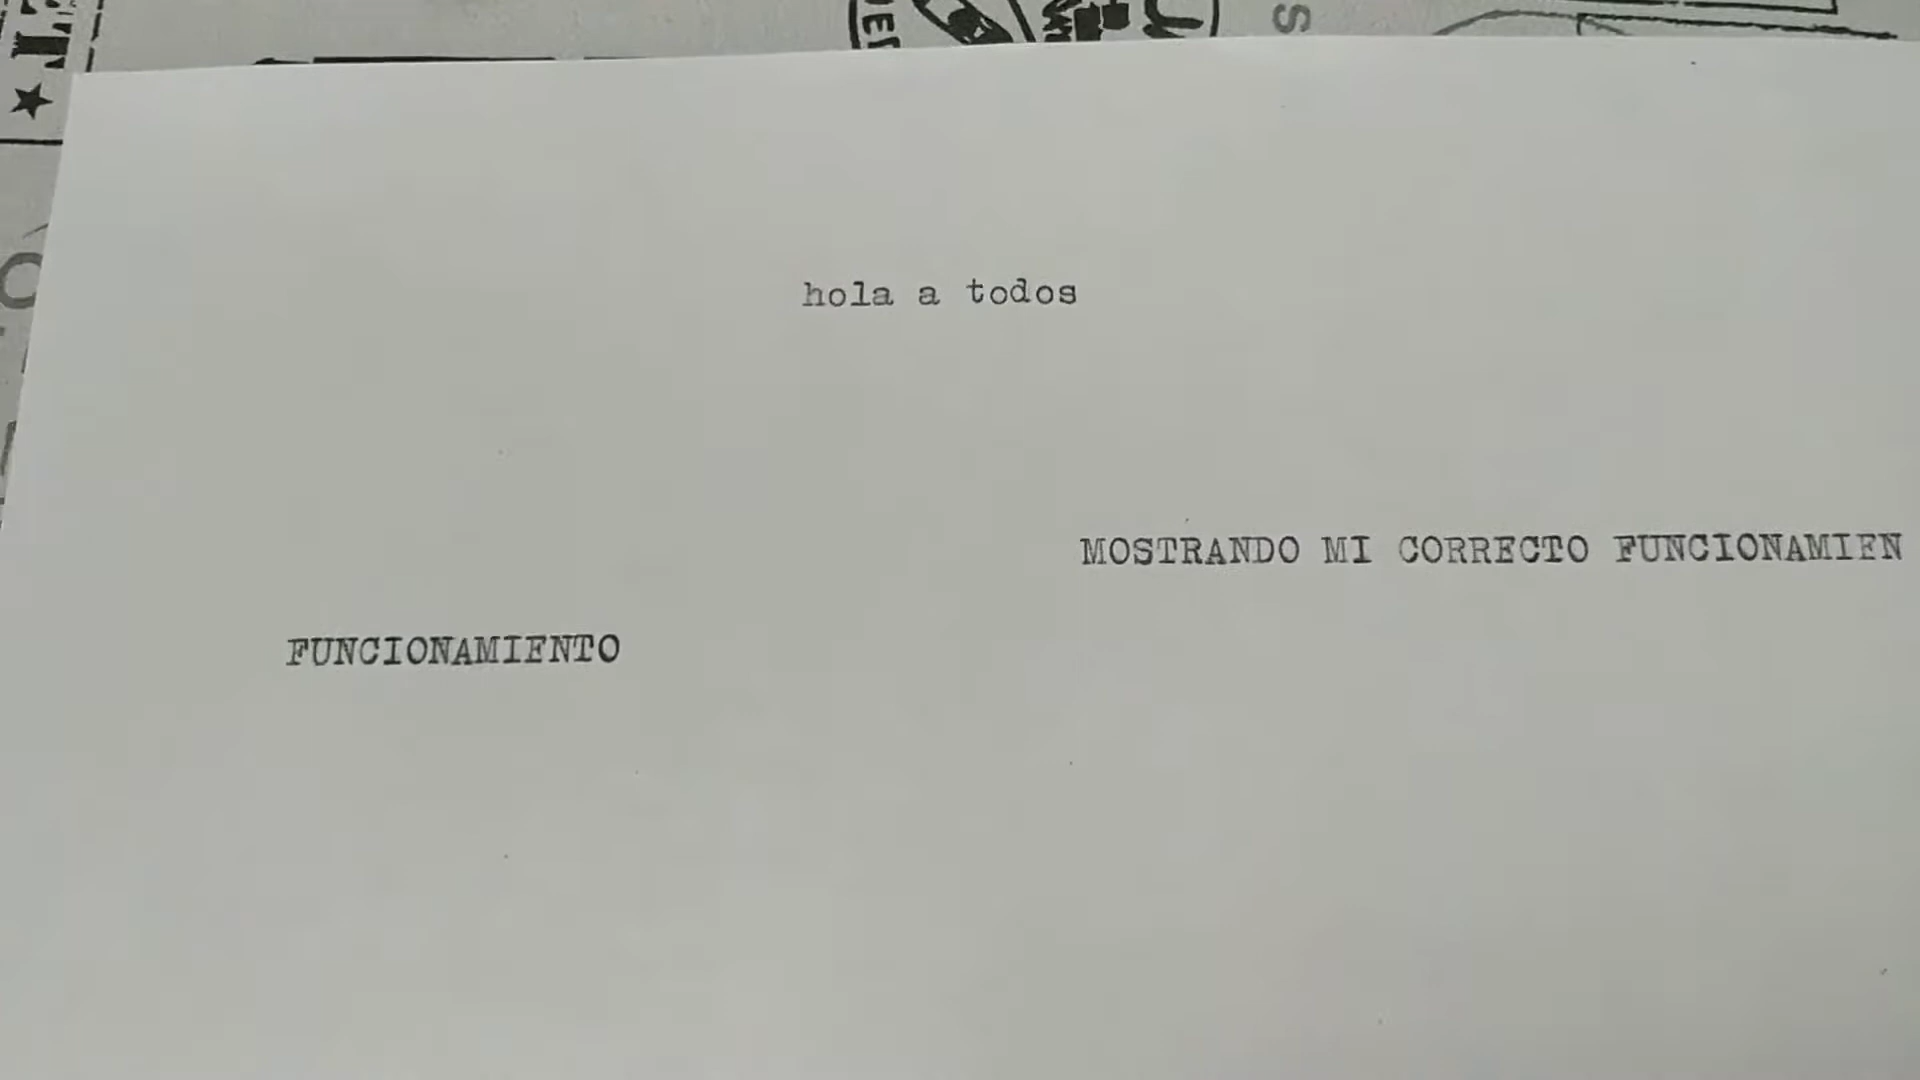 hola a todos
MOSTRANDO MI CORRECTO FUNCIONAMIEN
FUNCIONAMIENTO